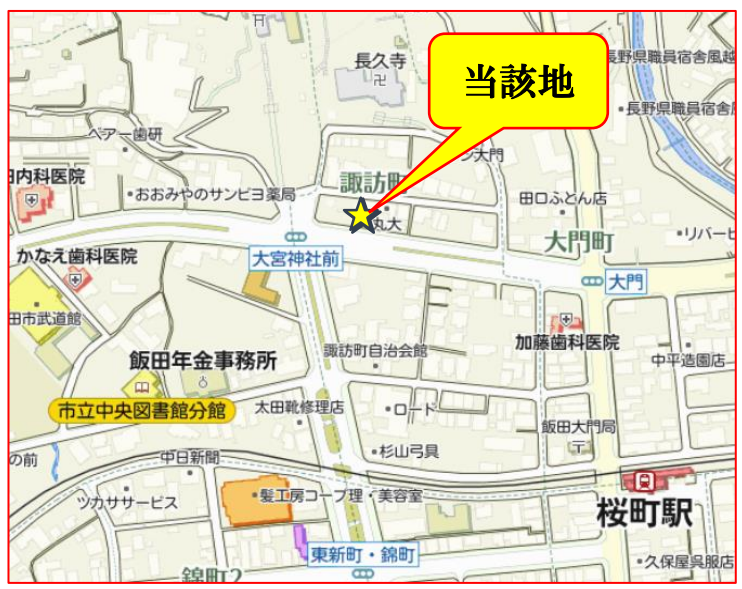 当該地
長久寺
長野県職員宿舎風越
長野県職員宿舎
ペアー歯研
ン大門
内科医院
諏訪町
おおみやのサンビヨ薬局
田口ふとん店
丸大
大門町
リバー
大宮神社前
かなえ歯科医院
大門
田市武道館
加藤歯科医院
諏訪町自治会館
飯田年金事務所
中平造園店
市立中央図書館分館
太田靴修理店
ロード
飯田大門局
杉山弓具
の前
中日新聞
髪工房コープ理・美容室
ツカササービス
桜町駅
東新町・錦町
久保屋呉服店
錦町2